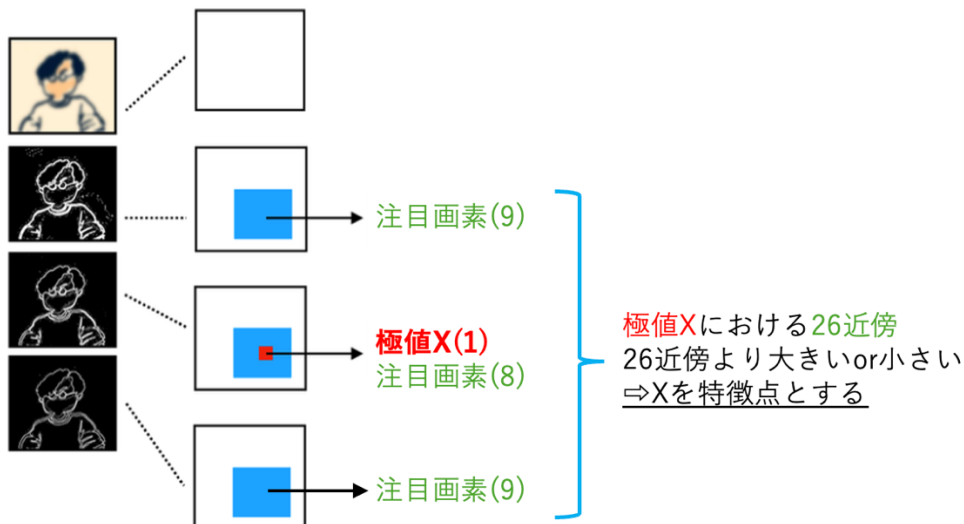 注目画素(9)
極値X(1)
注目画素(8)
注目画素(9)
極値Xにおける26近傍
26近傍より大きいor小さい
⇨Xを特徴点とする